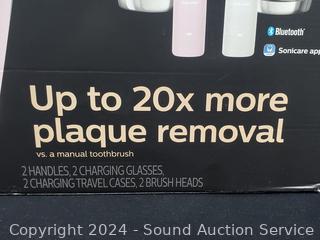 Bluetooth®
Sonicare app
Up to 20x more
plaque removal
vs. a manual toothbrush
2 HANDLES, 2 CHARGING GLASSES,
2 CHARGING TRAVEL CASES, 2 BRUSH HEADS
Copyright 2024 - Sound Auction Service